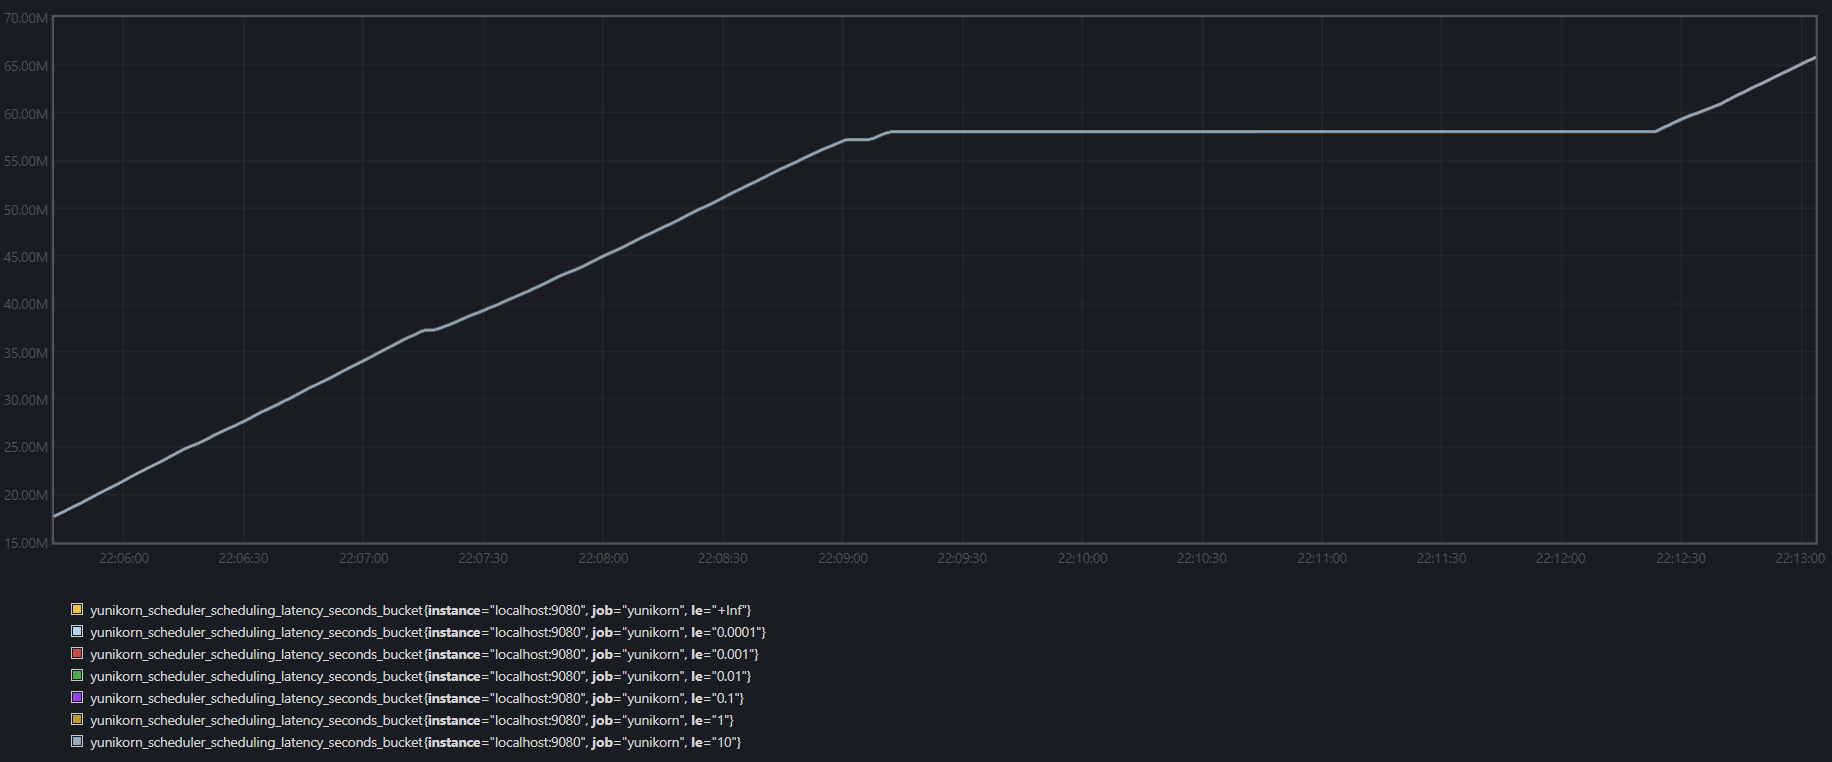 70.00M
65.00M
60.00M
55.00M
50.00M
45.00M
40.00M
35.00M
30.00M
25.00M
20.00M
15.00M
22:06:00 22:06:30 22:07:00 22:07:30 22:08:00 22:08:30 22:09:00 22:09:30 22:10:00 22:10:30 22:11:00 22:11:30 22:12:00 22:12:30 22:13:00
yunikorn_scheduler_scheduling_latency_seconds_bucket{instance="localhost:9080", job="yunikorn", le="+Inf"}
yunikorn_scheduler_scheduling_latency_seconds_bucket{instance="localhost:9080", job="yunikorn", le="0.0001"}
yunikorn_scheduler_scheduling_latency_seconds_bucket{instance="localhost:9080", job="yunikorn", le="0.001"}
yunikorn_scheduler_scheduling_latency_seconds_bucket{instance="localhost:9080", job="yunikorn", le="0.01"}
yunikorn_scheduler_scheduling_latency_seconds_bucket{instance="localhost:9080", job="yunikorn", le="0.1"}
yunikorn_scheduler_scheduling_latency_seconds_bucket{instance="localhost:9080", job="yunikorn", le="1"}
yunikorn_scheduler_scheduling_latency_seconds_bucket{instance="localhost:9080", job="yunikorn", le="10"}